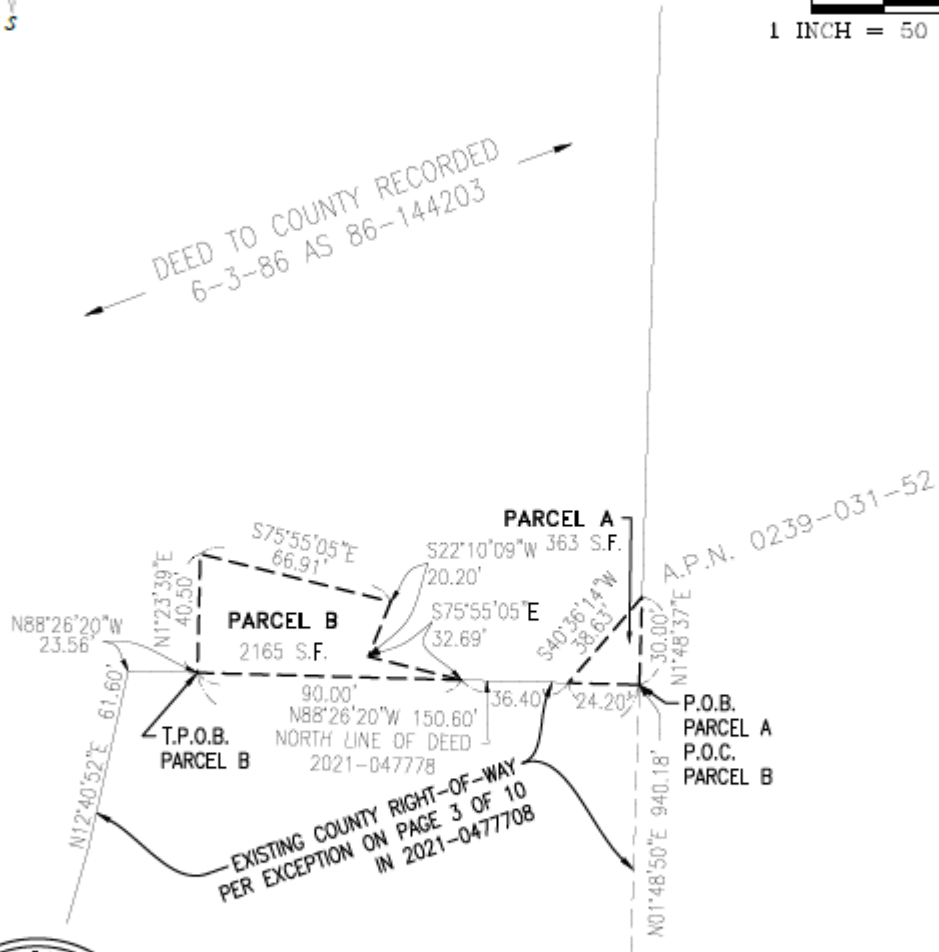 S
1 INCH = 50
DEED TO COUNTY RECORDED
6-3-86 AS 86-144203
A.P.N. 0239-031-52
PARCEL A
363 S.F.
S75°55'05"E
66.91'
S22°10'09"W
20.20'
S75°55'05"E
32.69'
S40°36'14"W
38.63'
30.00'
N1°48'37"E
N1°23'39"E
40.50'
PARCEL B
2165 S.F.
N88°26'20"W
23.56'
90.00'
36.40'
24.20'
N88°26'20"W 150.60'
NORTH LINE OF DEED
2021-047778
T.P.O.B.
PARCEL B
P.O.B.
PARCEL A
P.O.C.
PARCEL B
N12°40'52"E 61.60'
EXISTING COUNTY RIGHT-OF-WAY
PER EXCEPTION ON PAGE 3 OF 10
IN 2021-0477708
N01°48'50"E 940.18'